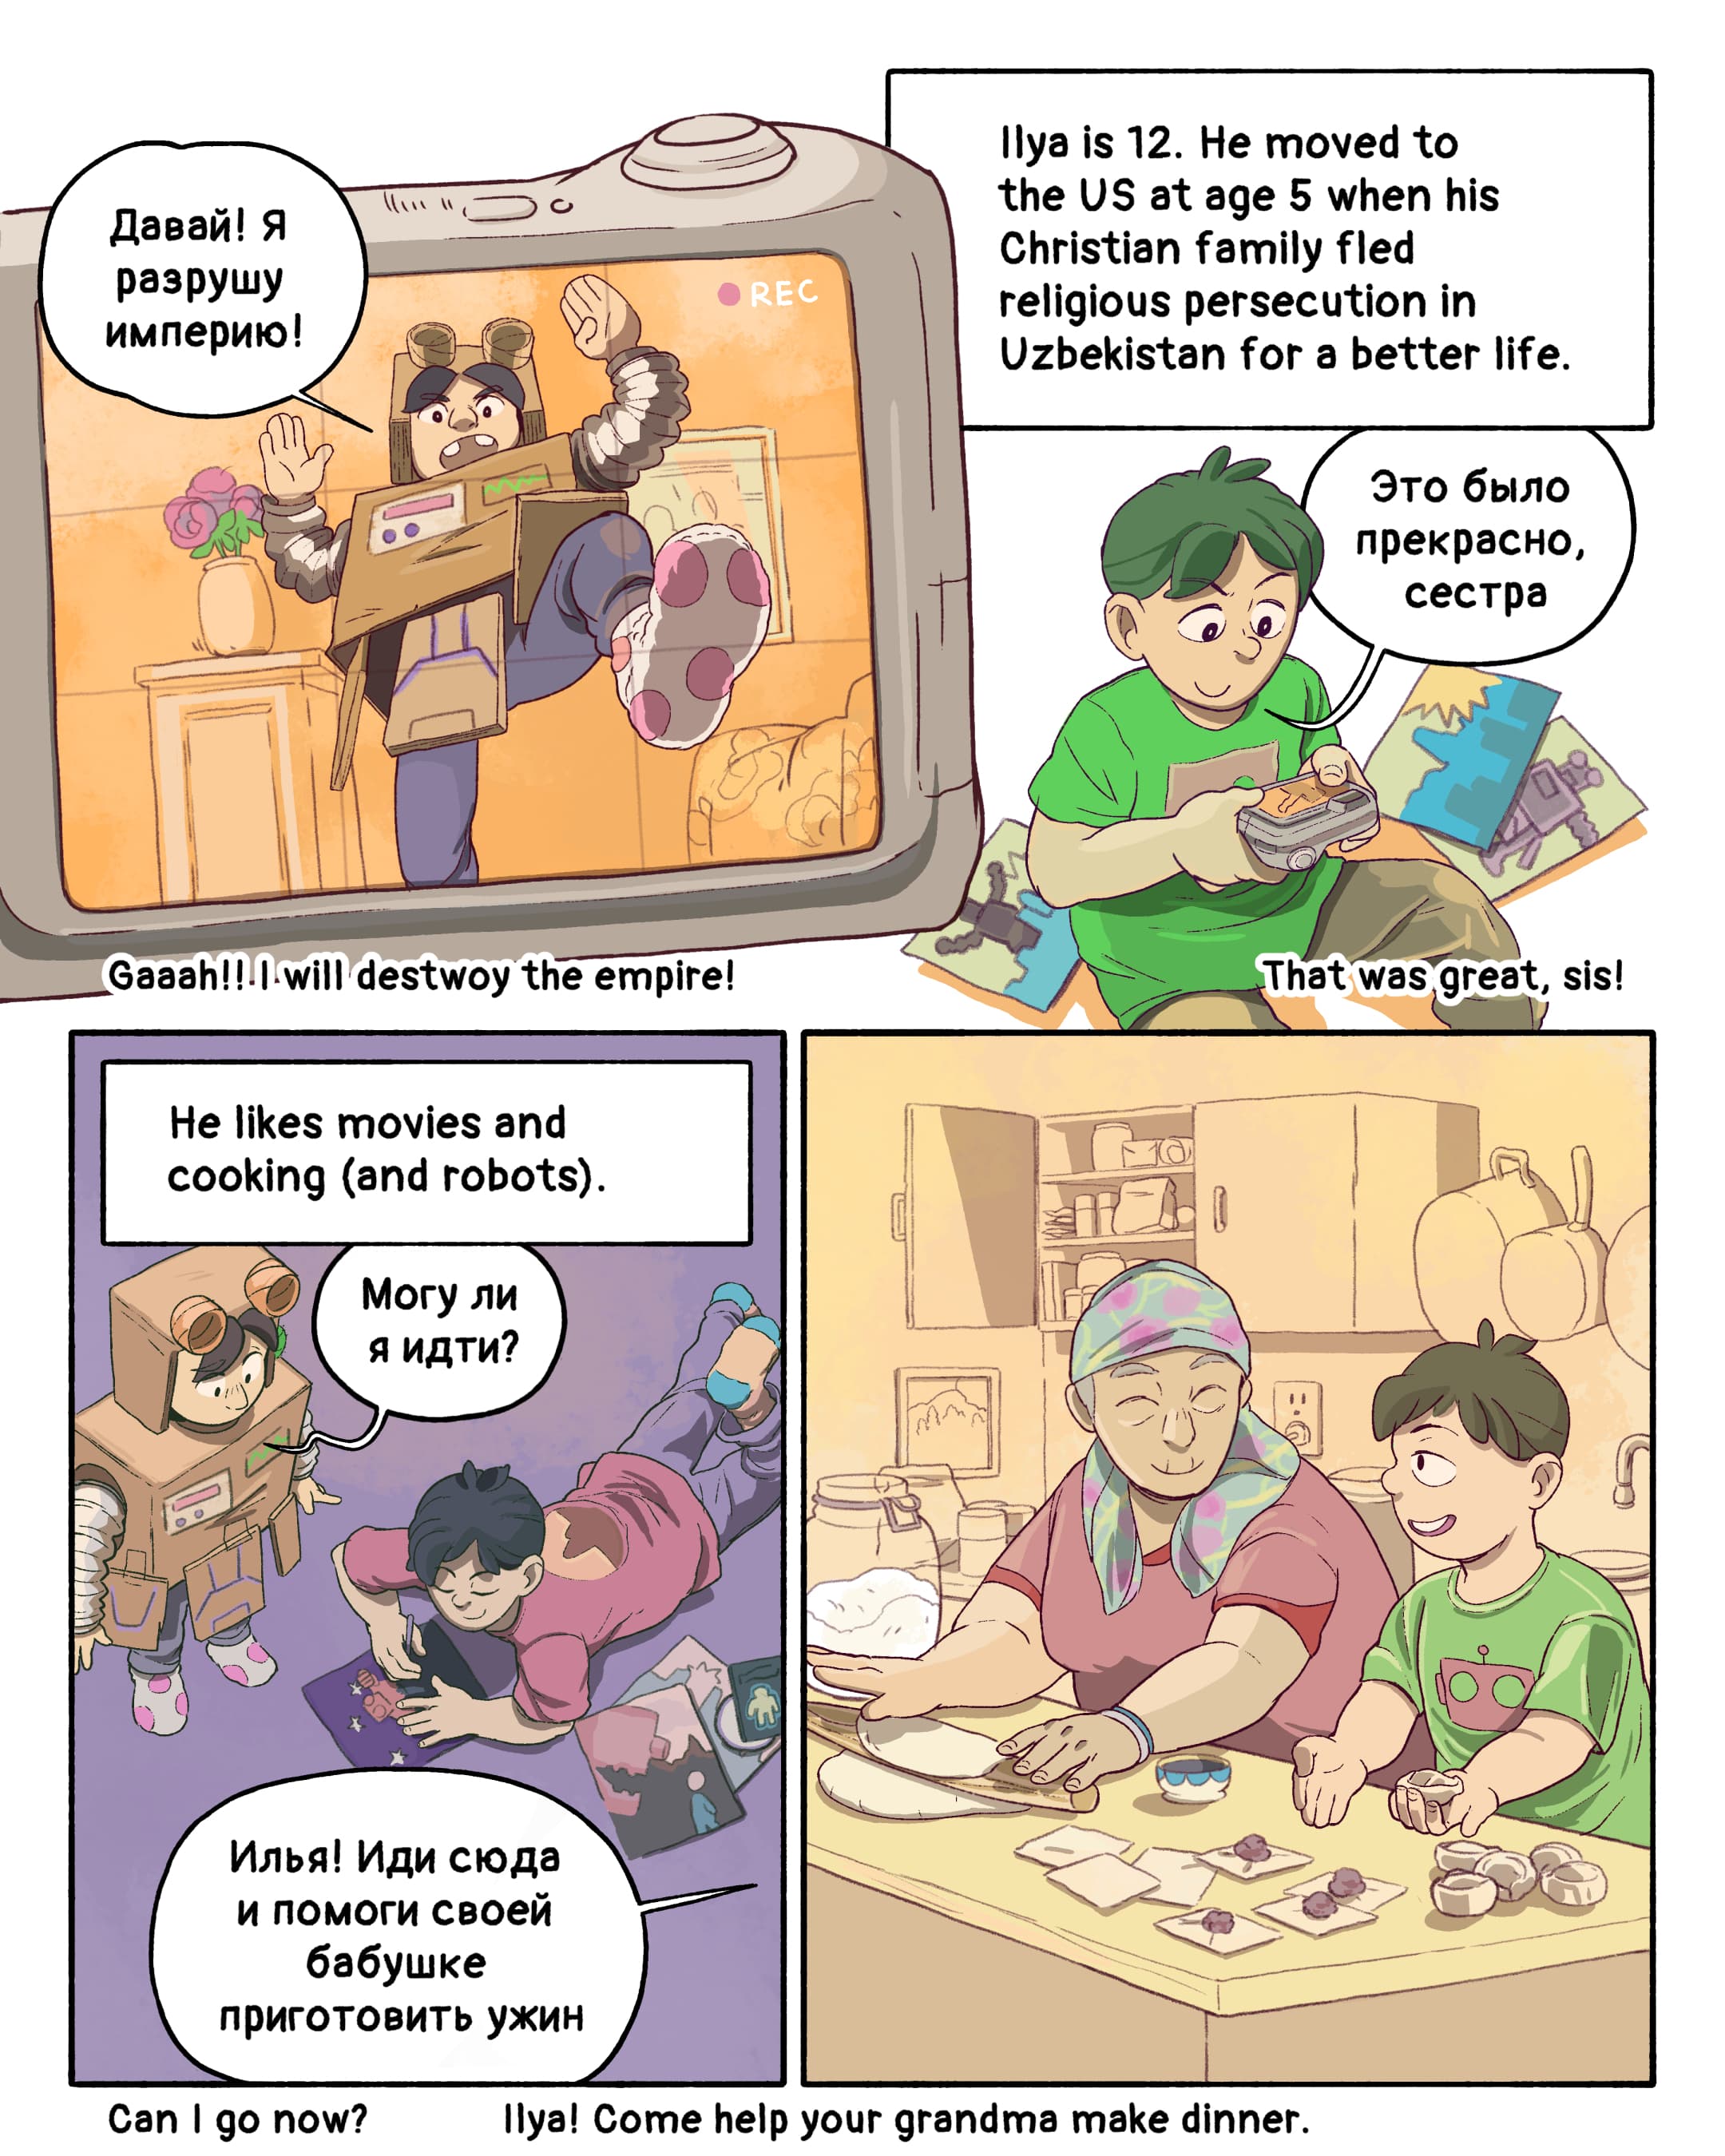 Давай! Я
разрушу
империю!
REC
Ilya is 12. He moved to
the US at age 5 when his
Christian family fled
religious persecution in
Uzbekistan for a better life.
Это было
прекрасно,
сестра
Gaaah!! I will destwoy the empire!
That was great, sis!
He likes movies and
cooking (and robots).
Могу ли
я идти?
Илья! Иди сюда
и помоги своей
бабушке
приготовить ужин
Can I go now?
Ilya! Come help your grandma make dinner.